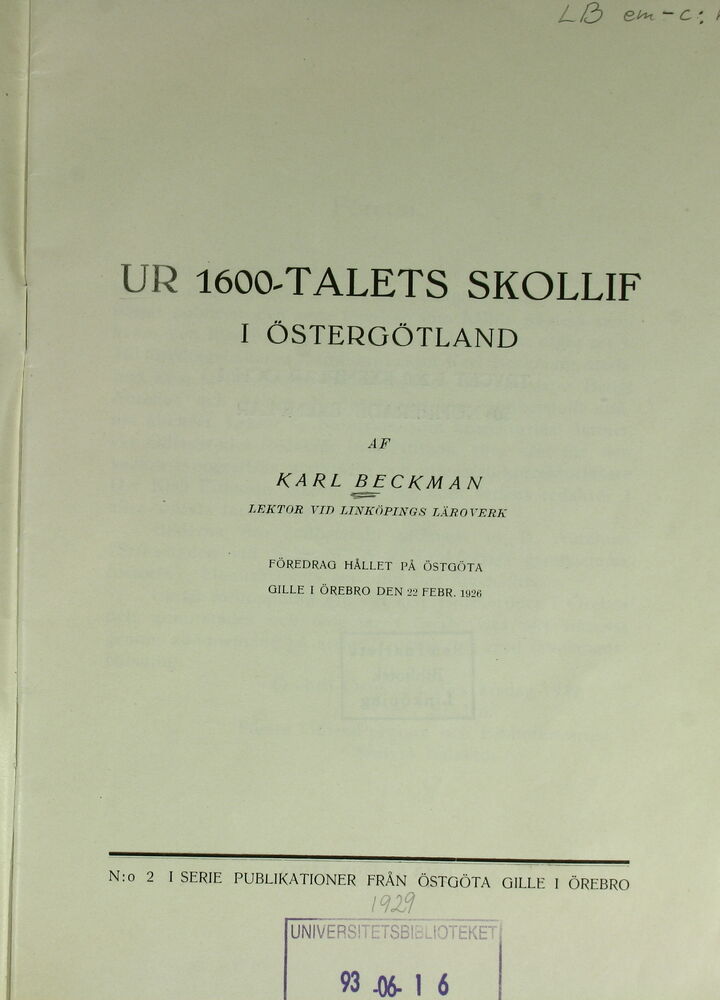 LB em-c:
UR 1600-TALETS SKOLLIF
I ÖSTERGÖTLAND
AF
KARL BECKMAN
LEKTOR VID LINKÖPINGS LÄROVERK
FÖREDRAG HÅLLET PÅ ÖSTGÖTA
GILLE I ÖREBRO DEN 22 FEBR. 1926
N:o 2 I SERIE PUBLIKATIONER FRÅN ÖSTGÖTA GILLE I ÖREBRO
1929
UNIVERSITETSBIBLIOTEKET
93 -06- 1 6